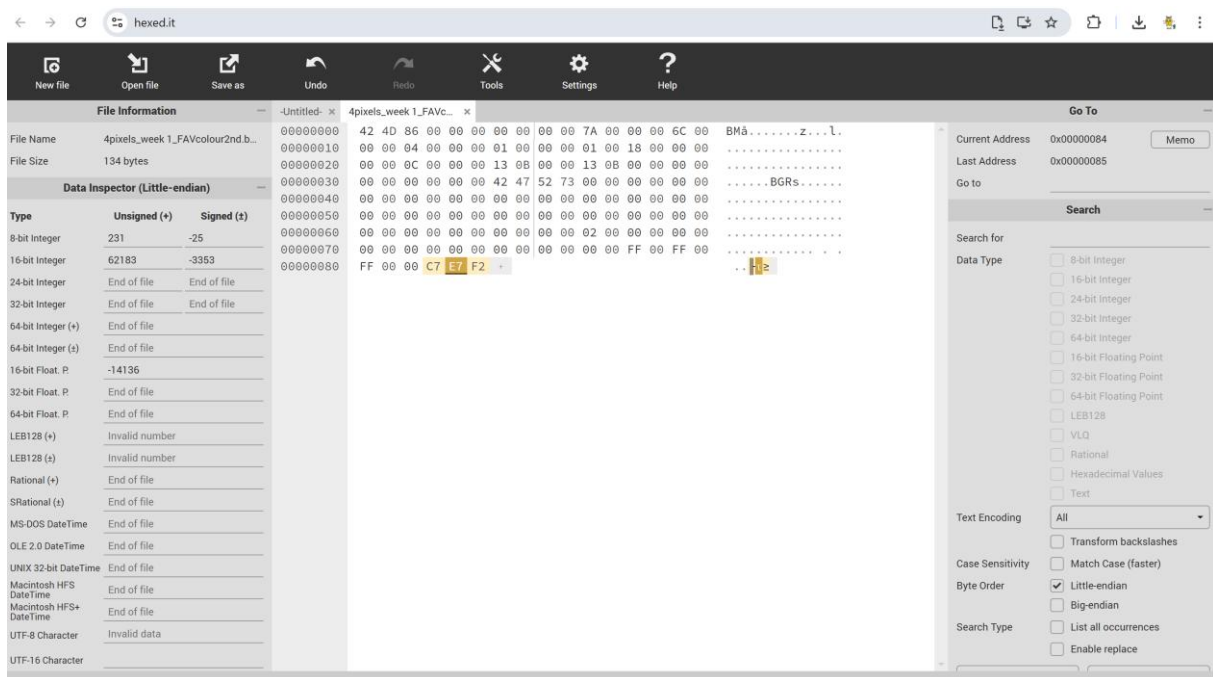 hexed.it
New file
Open file
Save as
Undo
Redo
Tools
Settings
Help
File Information
File Name 4pixels_week 1_FAVcolour2nd.b...
File Size 134 bytes
Data Inspector (Little-endian)
Type Unsigned (+) Signed (±)
8-bit Integer 231 -25
16-bit Integer 62183 -3353
24-bit Integer End of file End of file
32-bit Integer End of file End of file
64-bit Integer (+) End of file
64-bit Integer (±) End of file
16-bit Float. P. -14136
32-bit Float. P. End of file
64-bit Float. P. End of file
LEB128 (+) Invalid number
LEB128 (±) Invalid number
Rational (+) End of file
SRational (±) End of file
MS-DOS DateTime End of file
OLE 2.0 DateTime End of file
UNIX 32-bit DateTime End of file
Macintosh HFS DateTime End of file
Macintosh HFS+ DateTime End of file
UTF-8 Character Invalid data
UTF-16 Character
-Untitled- × 4pixels_week 1_FAVc... ×
00000000 42 4D 86 00 00 00 00 00 00 00 7A 00 00 00 6C 00 BMå.......z...l.
00000010 00 00 04 00 00 00 01 00 00 00 01 00 18 00 00 00 ................
00000020 00 00 0C 00 00 00 13 0B 00 00 13 0B 00 00 00 00 ................
00000030 00 00 00 00 00 00 42 47 52 73 00 00 00 00 00 00 ......BGRs......
00000040 00 00 00 00 00 00 00 00 00 00 00 00 00 00 00 00 ................
00000050 00 00 00 00 00 00 00 00 00 00 00 00 00 00 00 00 ................
00000060 00 00 00 00 00 00 00 00 00 00 02 00 00 00 00 00 ................
00000070 00 00 00 00 00 00 00 00 00 00 00 00 FF 00 FF 00 ............ . .
00000080 FF 00 00 C7 E7 F2
Go To
Current Address 0x00000084 Memo
Last Address 0x00000085
Go to
Search
Search for
Data Type 8-bit Integer
16-bit Integer
24-bit Integer
32-bit Integer
64-bit Integer
16-bit Floating Point
32-bit Floating Point
64-bit Floating Point
LEB128
VLQ
Rational
Hexadecimal Values
Text
Text Encoding All
Transform backslashes
Case Sensitivity Match Case (faster)
Byte Order Little-endian
Big-endian
Search Type List all occurrences
Enable replace